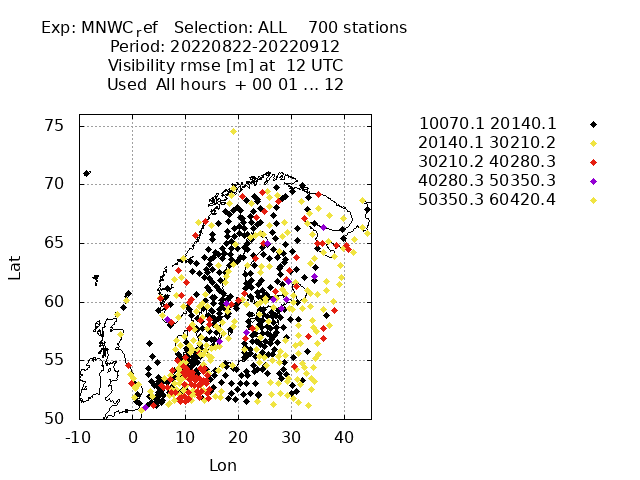 Exp: MNWC_ref Selection: ALL 700 stations
Period: 20220822-20220912
Visibility rmse [m] at 12 UTC
Used All hours + 00 01 ... 12
10070.1 20140.1
20140.1 30210.2
30210.2 40280.3
40280.3 50350.3
50350.3 60420.4
75
70
65
60
55
50
Lat
-10 0 10 20 30 40
Lon